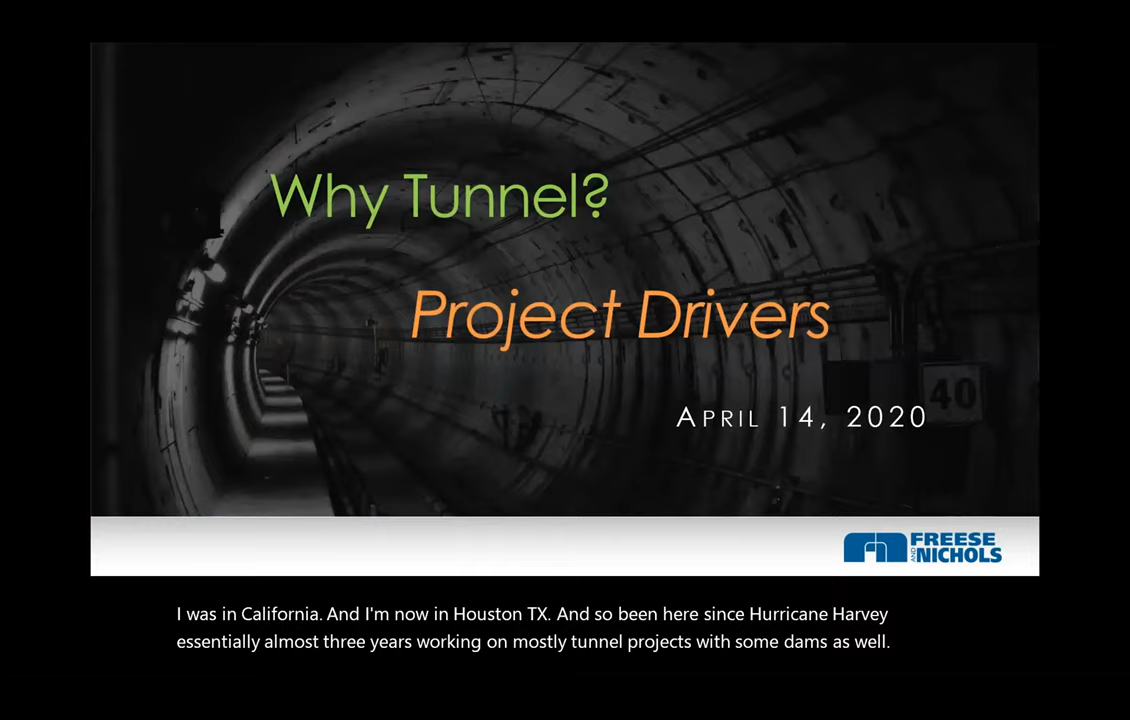 Why Tunnel?
Project Drivers
40
APRIL 14, 2020
FREESE
AND
NICHOLS
I was in California. And I'm now in Houston TX. And so been here since Hurricane Harvey
essentially almost three years working on mostly tunnel projects with some dams as well.